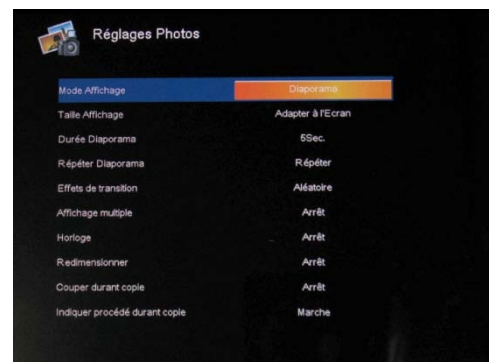 Réglages Photos
Mode Affichage Diaporama
Taille Affichage Adapter à l'Ecran
Durée Diaporama 5Sec.
Répéter Diaporama Répéter
Effets de transition Aléatoire
Affichage multiple Arrêt
Horloge Arrêt
Redimensionner Arrêt
Couper durant copie Arrêt
Indiquer procédé durant copie Marche